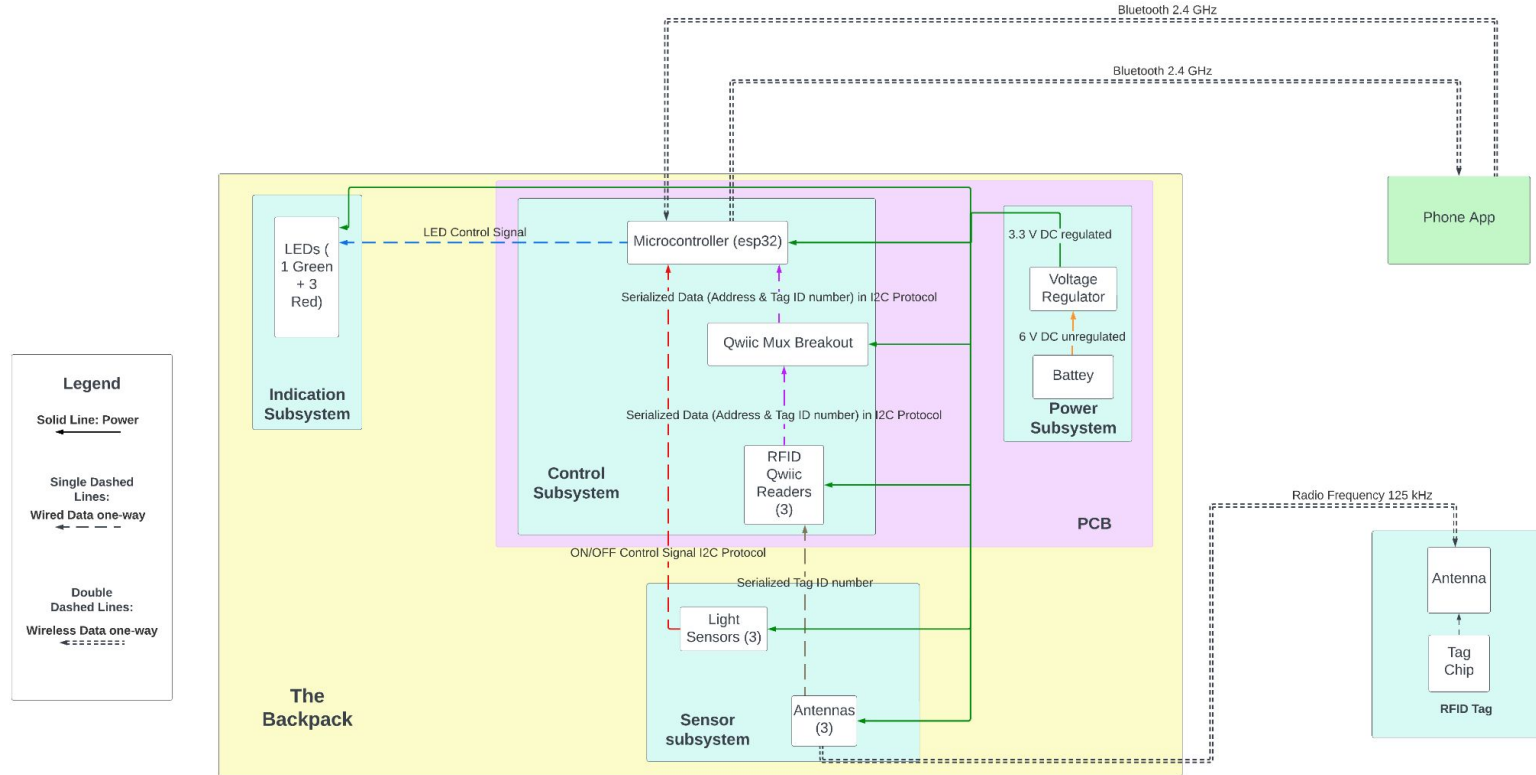 Bluetooth 2.4 GHz
Bluetooth 2.4 GHz
Phone App
LED Control Signal
Microcontroller (esp32)
3.3 V DC regulated
LEDs (
1 Green
+ 3
Red)
Voltage
Regulator
Serialized Data (Address & Tag ID number) in I2C Protocol
Qwiic Mux Breakout
6 V DC unregulated
Battey
Power
Subsystem
Indication
Subsystem
Serialized Data (Address & Tag ID number) in I2C Protocol
RFID
Qwiic
Readers
(3)
Control
Subsystem
PCB
Legend
Solid Line: Power
Single Dashed
Lines:
Wired Data one-way
Double
Dashed Lines:
Wireless Data one-way
ON/OFF Control Signal I2C Protocol
Serialized Tag ID number
Light
Sensors (3)
Antennas
(3)
Sensor
subsystem
The
Backpack
Radio Frequency 125 kHz
Antenna
Tag
Chip
RFID Tag